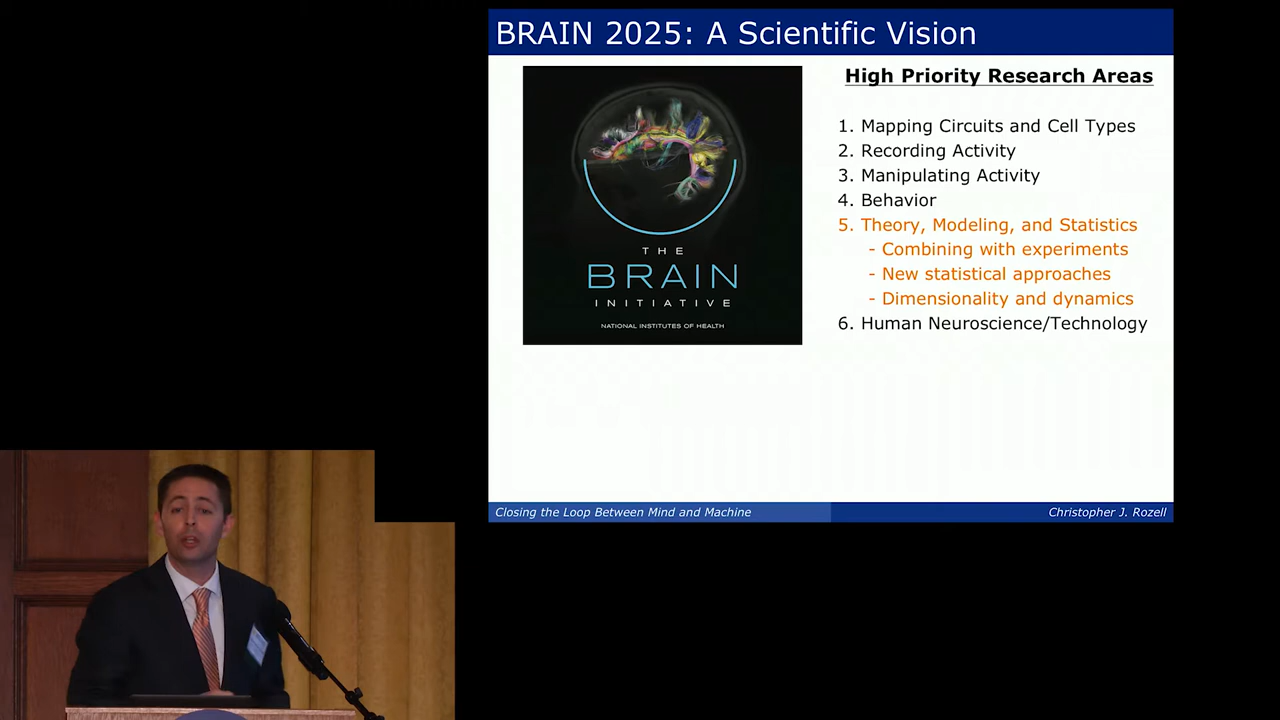 BRAIN 2025: A Scientific Vision
High Priority Research Areas
1. Mapping Circuits and Cell Types
2. Recording Activity
3. Manipulating Activity
4. Behavior
5. Theory, Modeling, and Statistics
- Combining with experiments
- New statistical approaches
- Dimensionality and dynamics
6. Human Neuroscience/Technology
THE
BRAIN
INITIATIVE
NATIONAL INSTITUTES OF HEALTH
Closing the Loop Between Mind and Machine
Christopher J. Rozell